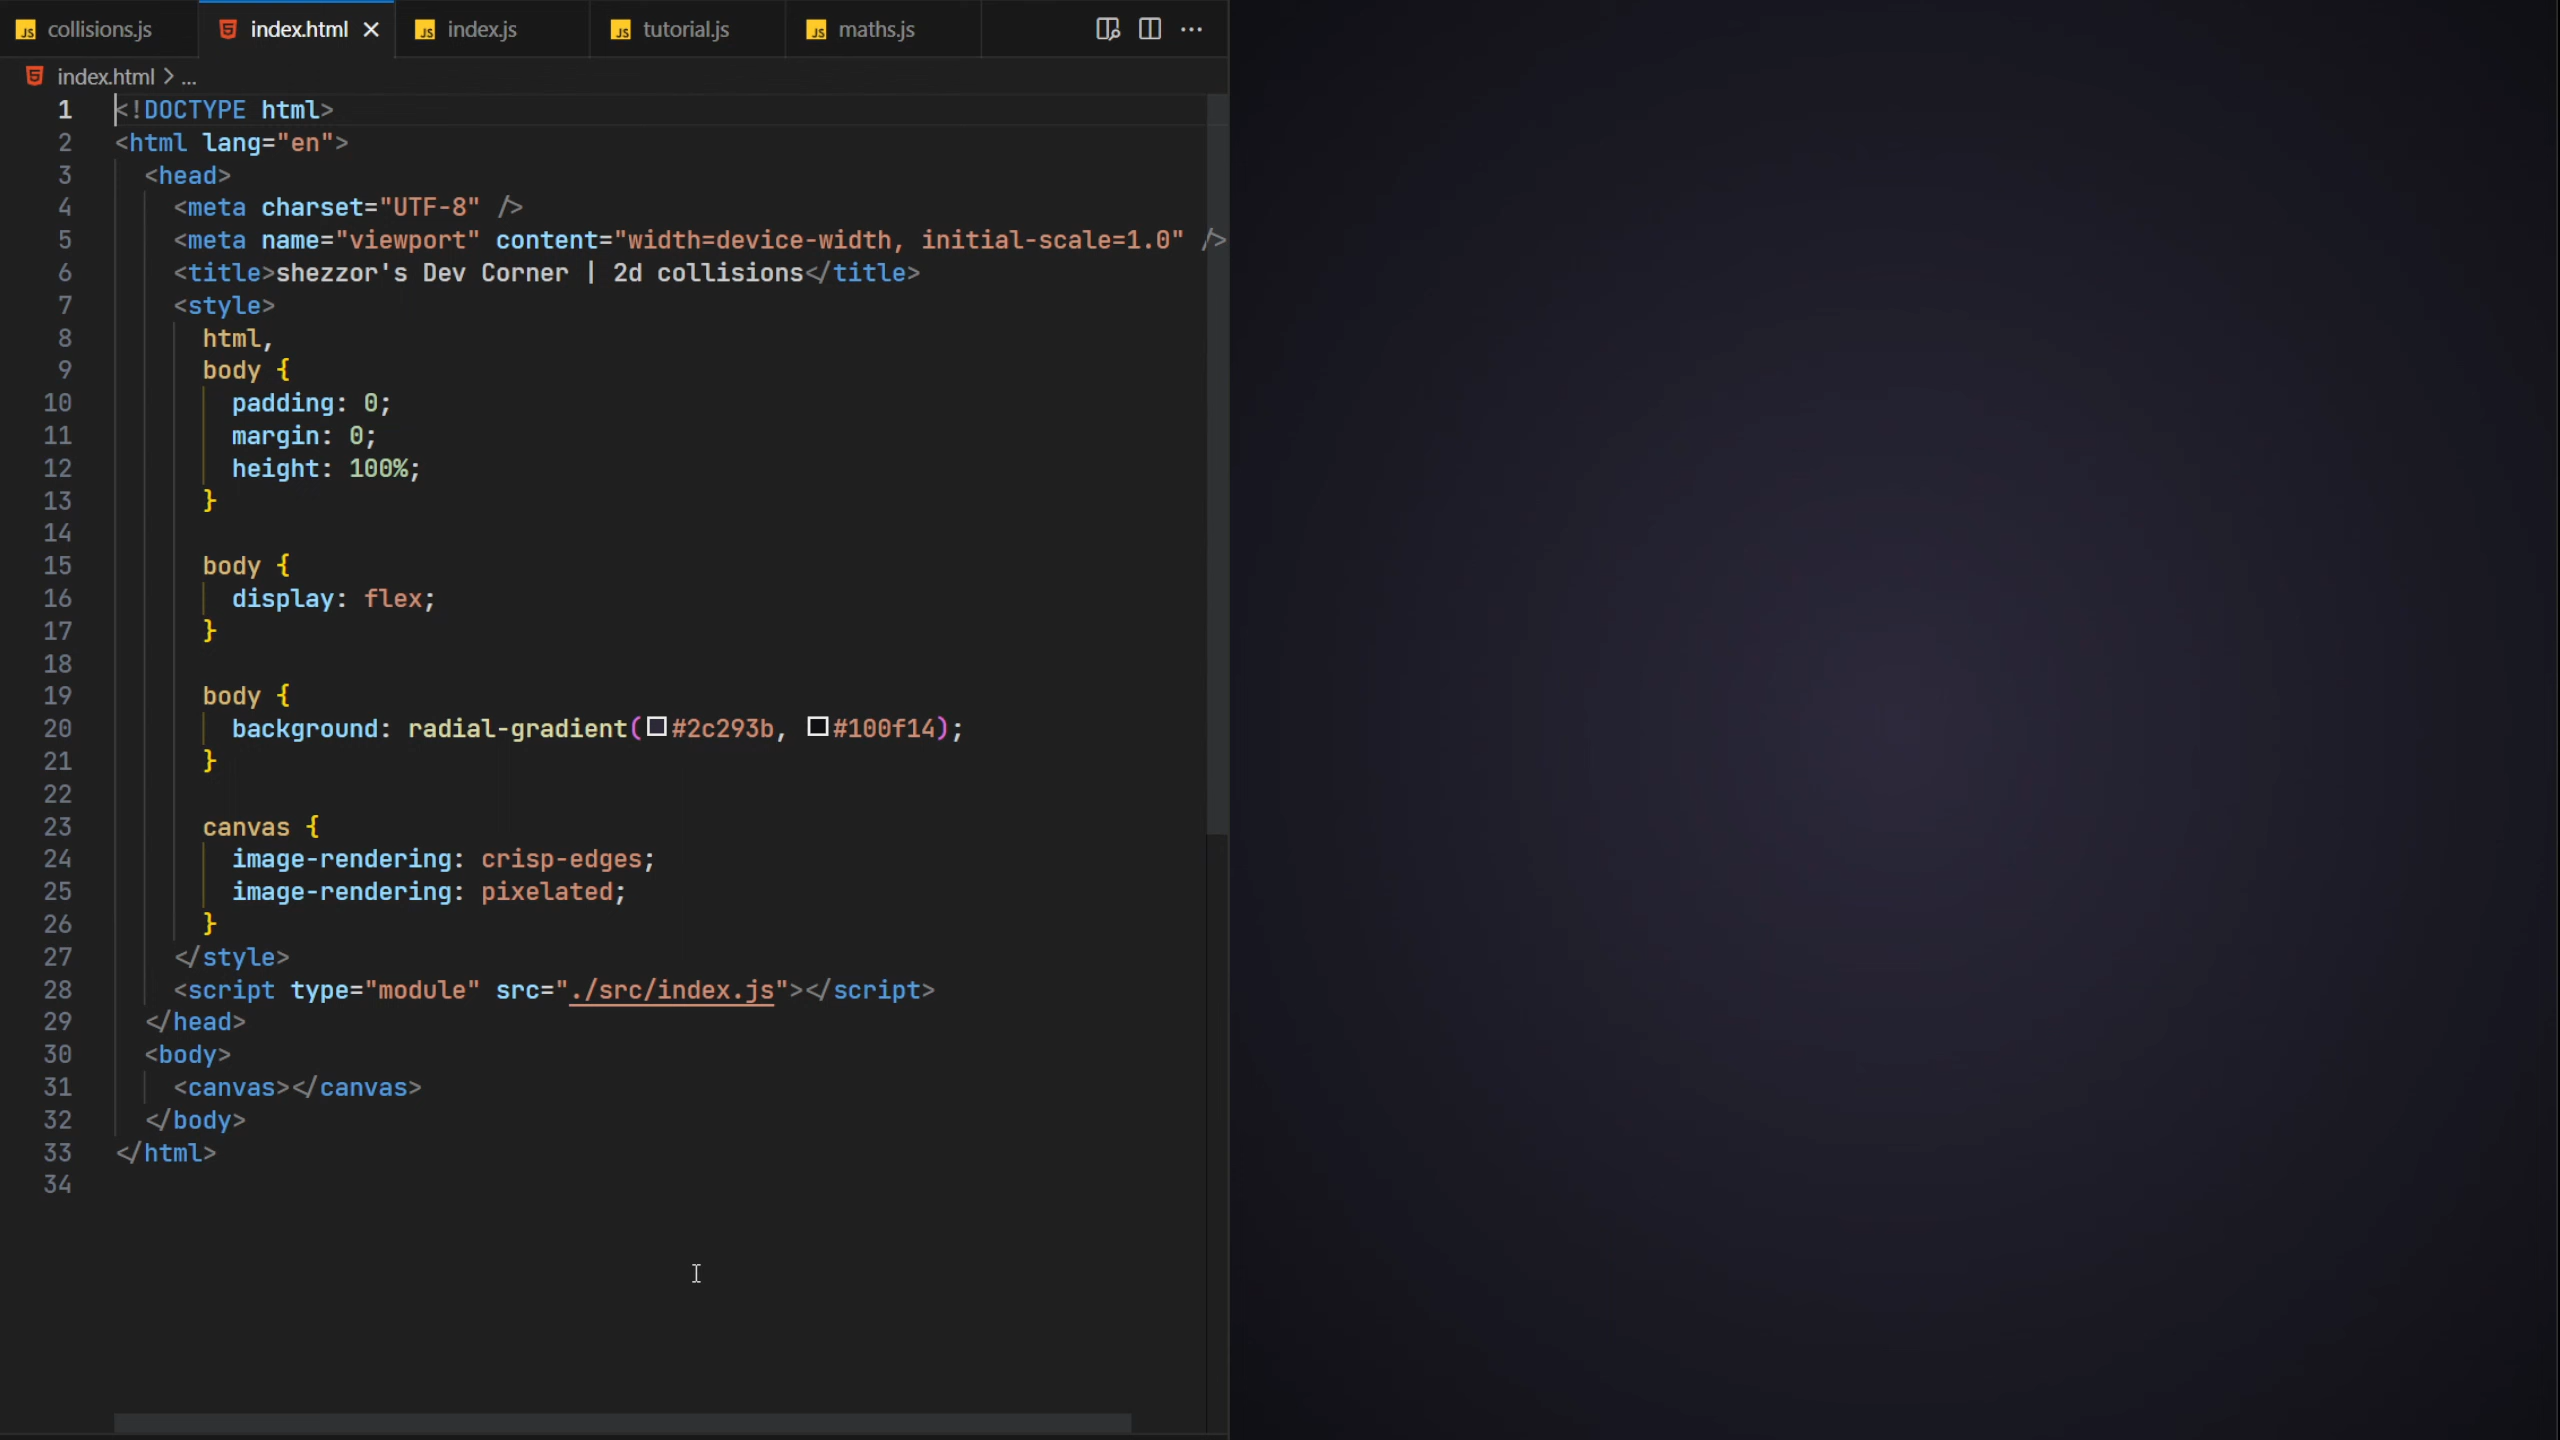 collisions.js index.html index.js tutorial.js maths.js
index.html > ...
1 <!DOCTYPE html>
2 <html lang="en">
3 <head>
4 <meta charset="UTF-8" />
5 <meta name="viewport" content="width=device-width, initial-scale=1.0" />
6 <title>shezzor's Dev Corner | 2d collisions</title>
7 <style>
8 html,
9 body {
10 padding: 0;
11 margin: 0;
12 height: 100%;
13 }
14
15 body {
16 display: flex;
17 }
18
19 body {
20 background: radial-gradient(#2c293b, #100f14);
21 }
22
23 canvas {
24 image-rendering: crisp-edges;
25 image-rendering: pixelated;
26 }
27 </style>
28 <script type="module" src="./src/index.js"></script>
29 </head>
30 <body>
31 <canvas></canvas>
32 </body>
33 </html>
34